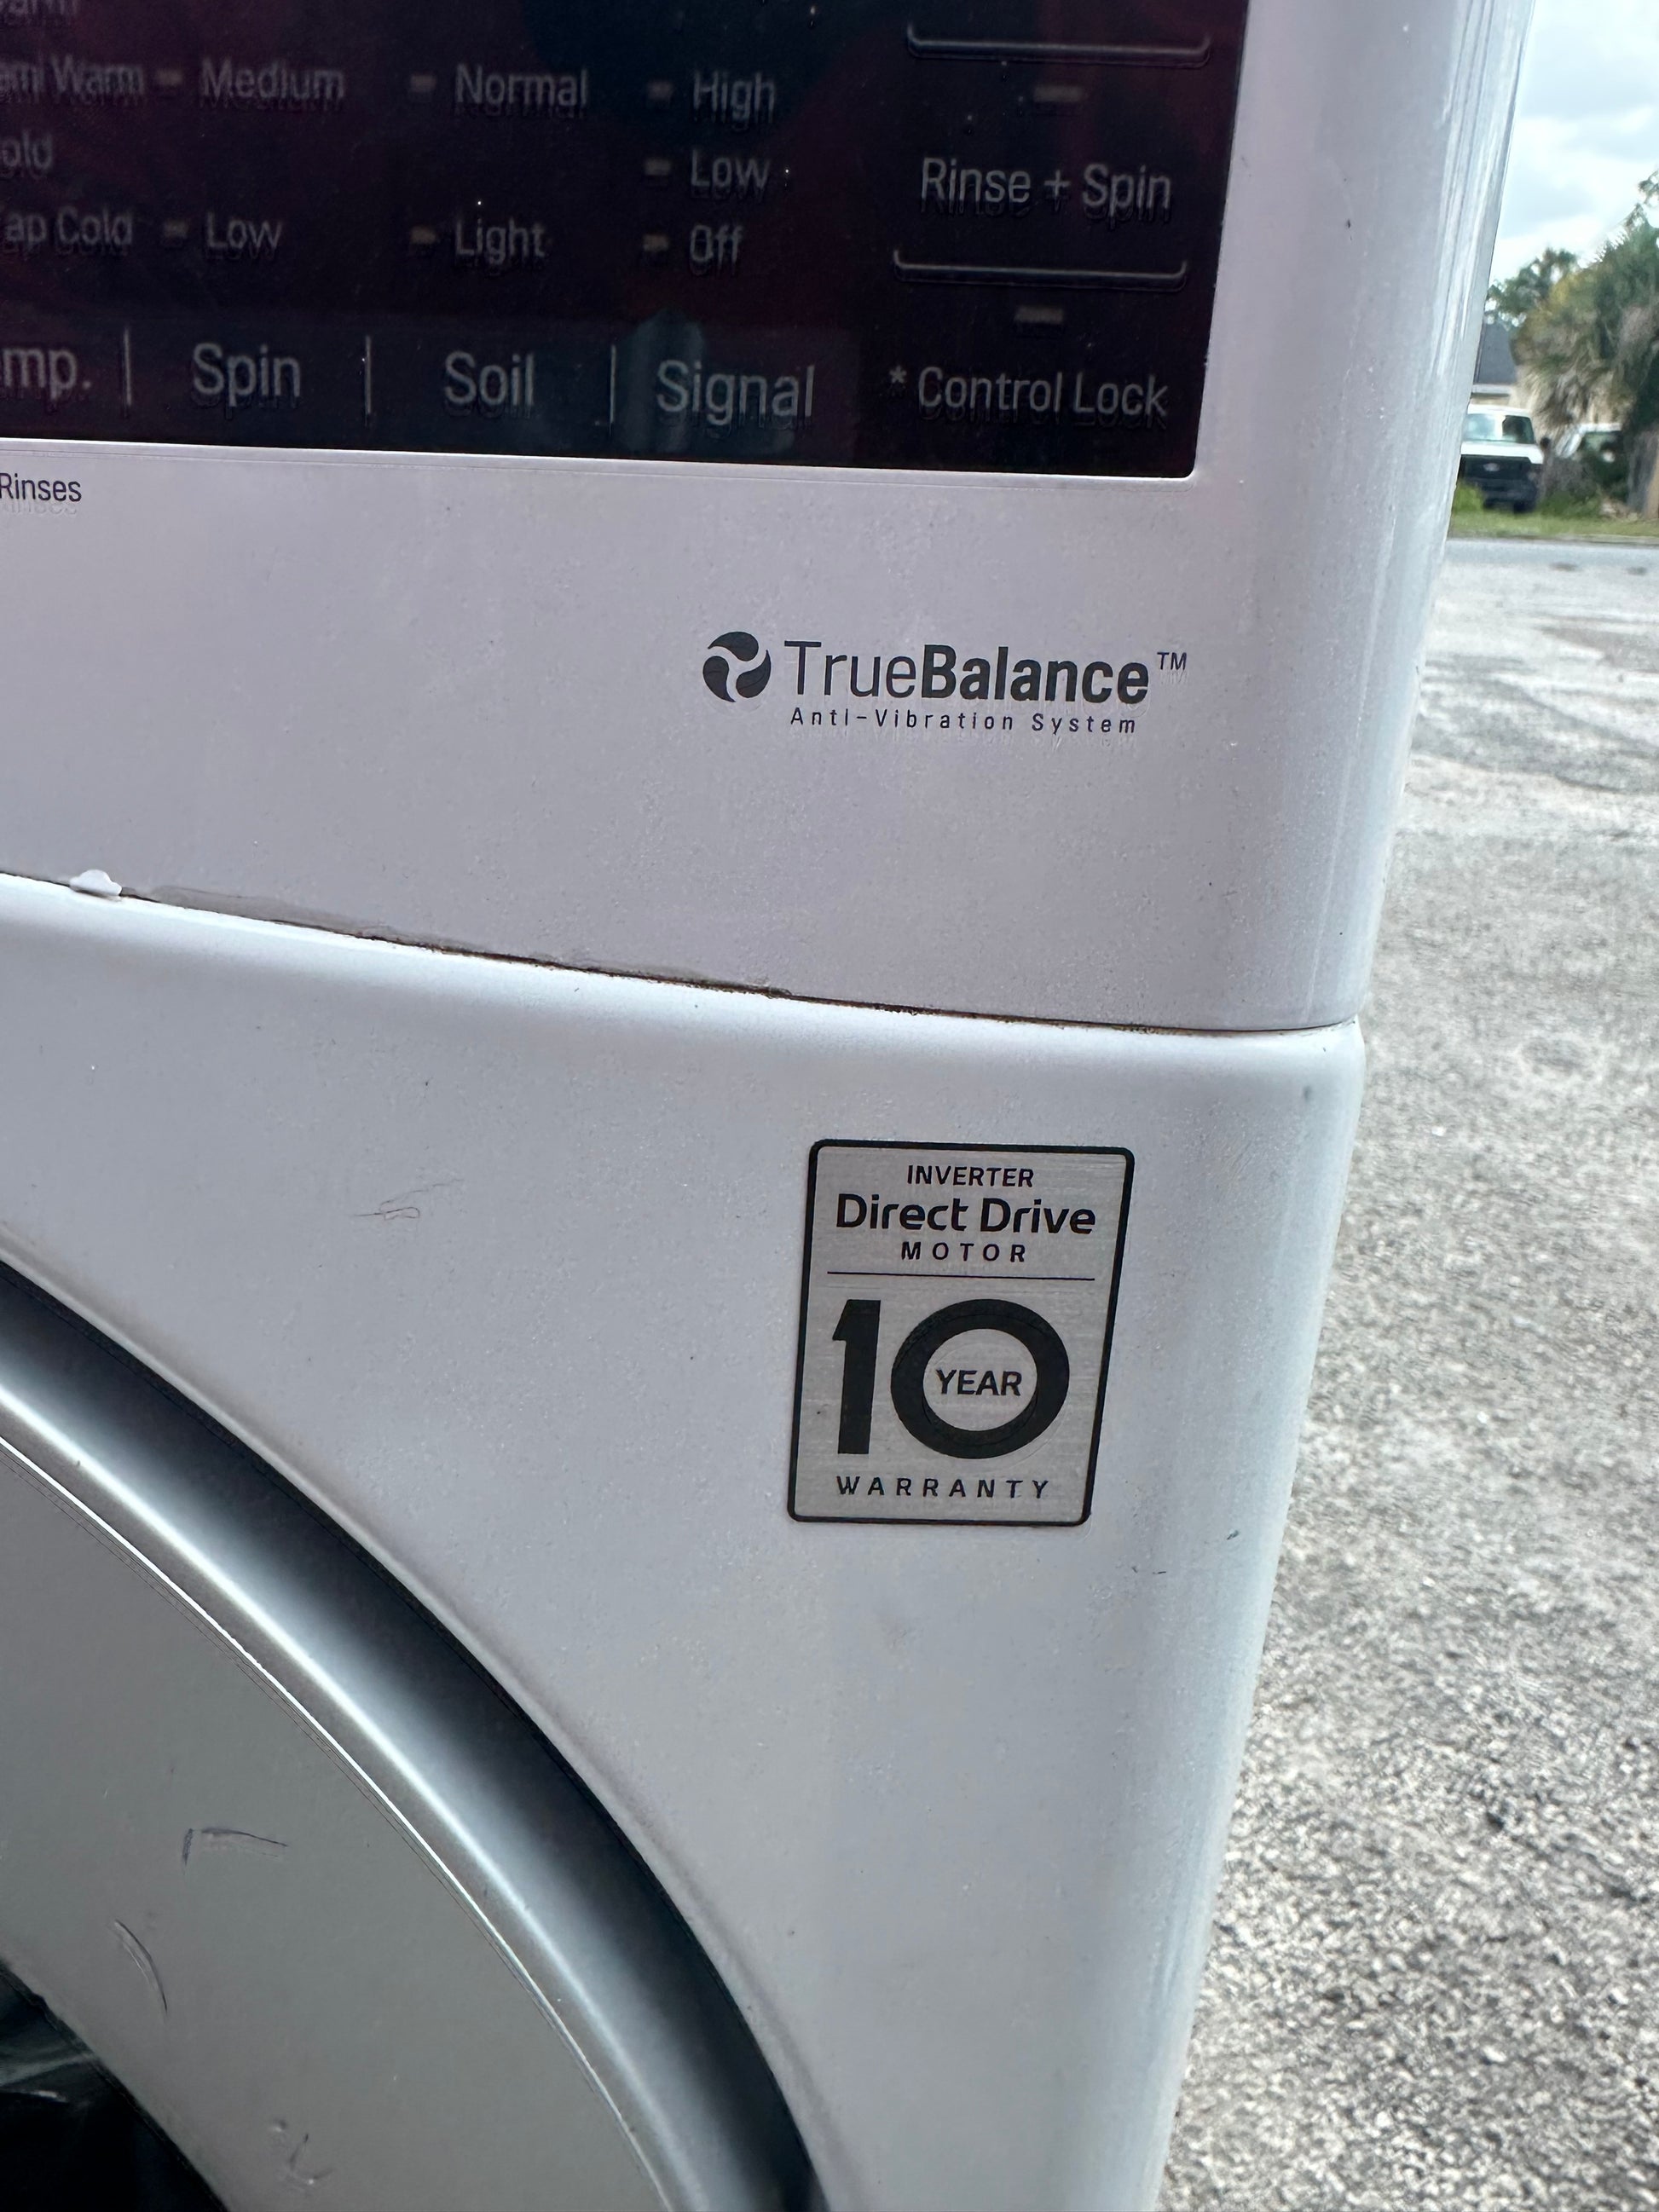 Medium Normal High
Low
Rinse + Spin
Low Light Off
Spin | Soil | Signal
* Control Lock
Rinses
TrueBalance™
Anti-Vibration System
INVERTER
Direct Drive
MOTOR
10
YEAR
WARRANTY